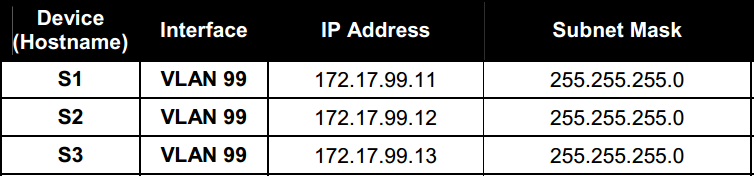 Device (Hostname) Interface IP Address Subnet Mask
S1 VLAN 99 172.17.99.11 255.255.255.0
S2 VLAN 99 172.17.99.12 255.255.255.0
S3 VLAN 99 172.17.99.13 255.255.255.0